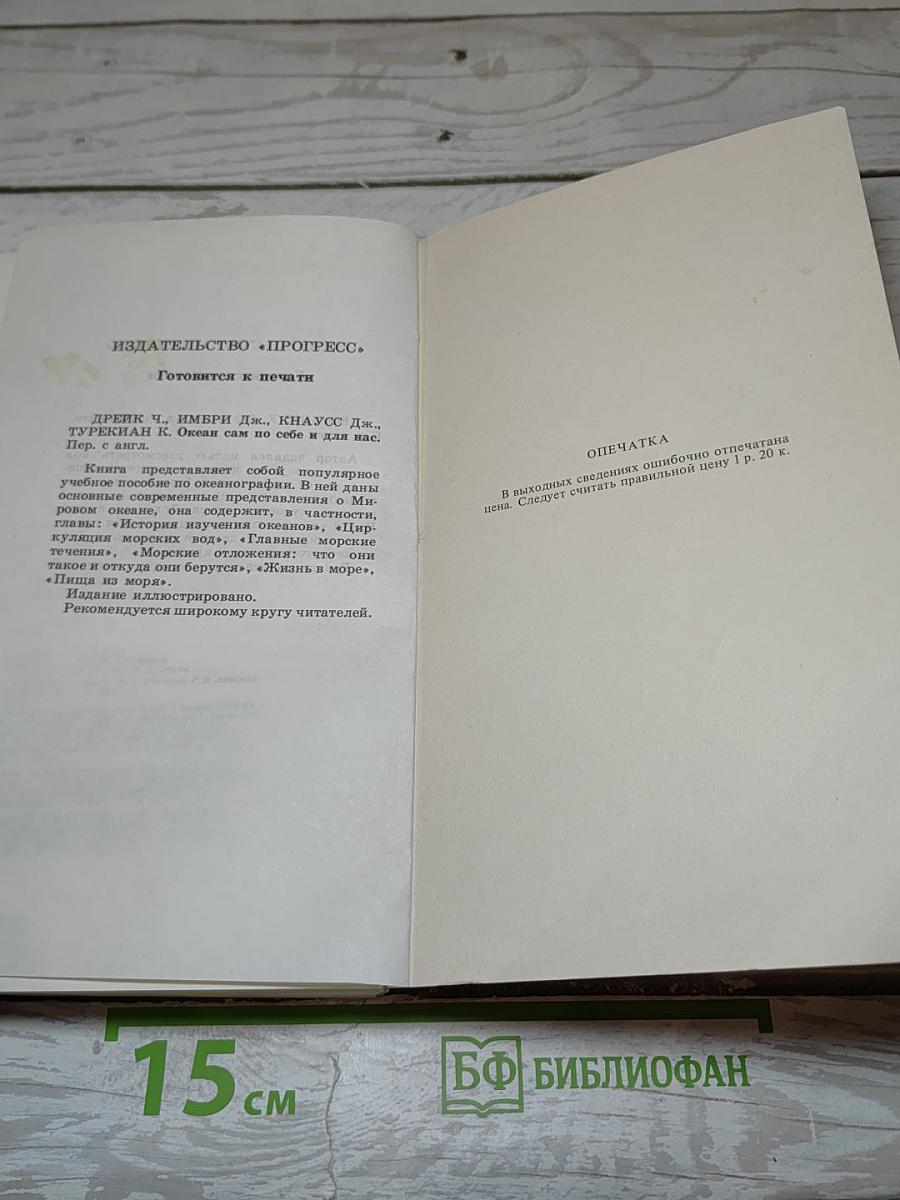 ИЗДАТЕЛЬСТВО «ПРОГРЕСС»
Готовится к печати
ДРЕЙК Ч., ИМБРИ Дж., КНАУСС Дж.,
ТУРЕКИАН К. Океан сам по себе и для нас.
Пер. с англ.
Книга представляет собой популярное
учебное пособие по океанографии. В ней даны
основные современные представления о Ми-
ровом океане, она содержит, в частности,
главы: «История изучения океанов», «Цир-
куляция морских вод», «Главные морские
течения», «Морские отложения: что они
такое и откуда они берутся», «Жизнь в море»,
«Пища из моря».
Издание иллюстрировано.
Рекомендуется широкому кругу читателей.
ОПЕЧАТКА
В выходных сведениях ошибочно отпечатана
цена. Следует считать правильной цену 1 р. 20 к.
15 см
БФ БИБЛИОФАН